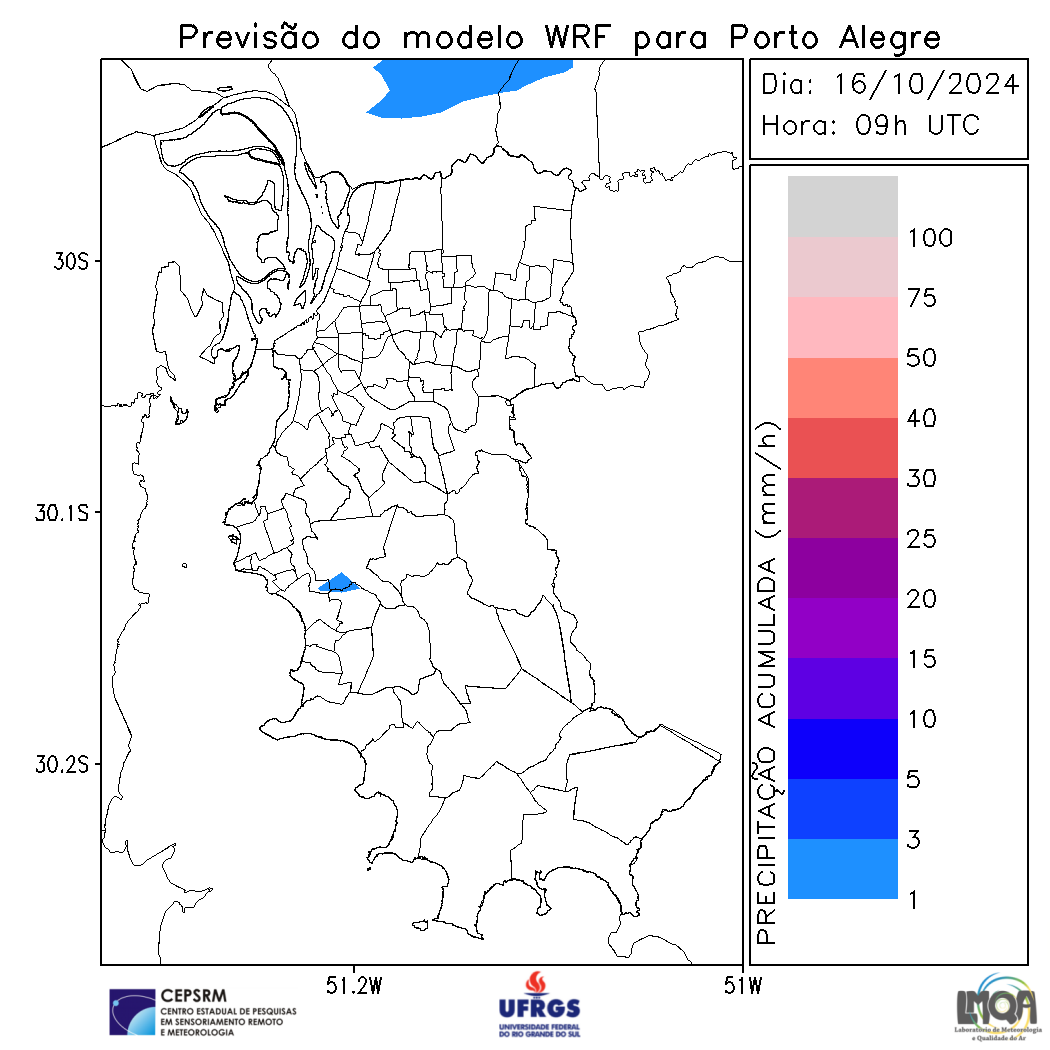 Previsão do modelo WRF para Porto Alegre
Dia: 16/10/2024
Hora: 09h UTC
30S
30.1S
30.2S
51.2W
51W
PRECIPITAÇÃO ACUMULADA (mm/h)
100
75
50
40
30
25
20
15
10
5
3
1
CEPSRM
CENTRO ESTADUAL DE PESQUISAS
EM SENSORIAMENTO REMOTO
E METEOROLOGIA
UFRGS
UNIVERSIDADE FEDERAL
DO RIO GRANDE DO SUL
LMQA
Laboratório de Meteorologia
e Qualidade do Ar